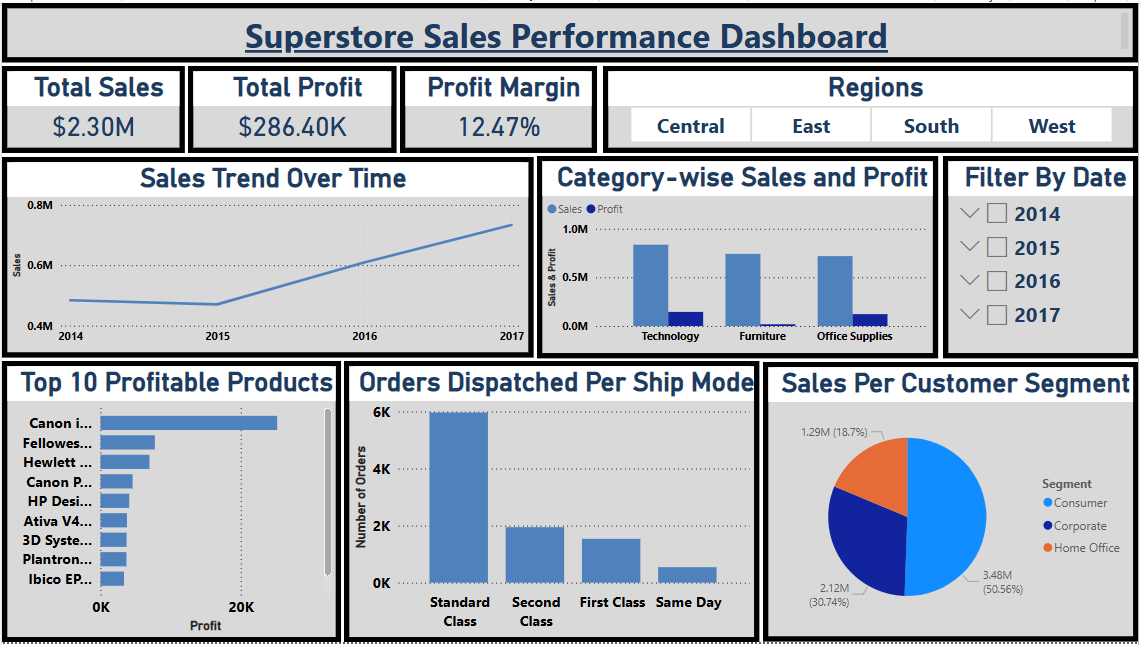 Superstore Sales Performance Dashboard
Total Sales
$2.30M
Total Profit
$286.40K
Profit Margin
12.47%
Regions
Central
East
South
West
Sales Trend Over Time
0.8M
0.6M
0.4M
Sales
2014
2015
2016
2017
Category-wise Sales and Profit
Sales
Profit
1.0M
0.5M
0.0M
Sales & Profit
Technology
Furniture
Office Supplies
Filter By Date
2014
2015
2016
2017
Top 10 Profitable Products
Canon i...
Fellowes...
Hewlett ...
Canon P...
HP Desi...
Ativa V4...
3D Syste...
Plantron...
Ibico EP...
0K
20K
Profit
Orders Dispatched Per Ship Mode
6K
4K
2K
0K
Number of Orders
Standard
Class
Second
Class
First Class
Same Day
Sales Per Customer Segment
1.29M (18.7%)
2.12M
(30.74%)
3.48M
(50.56%)
Segment
Consumer
Corporate
Home Office